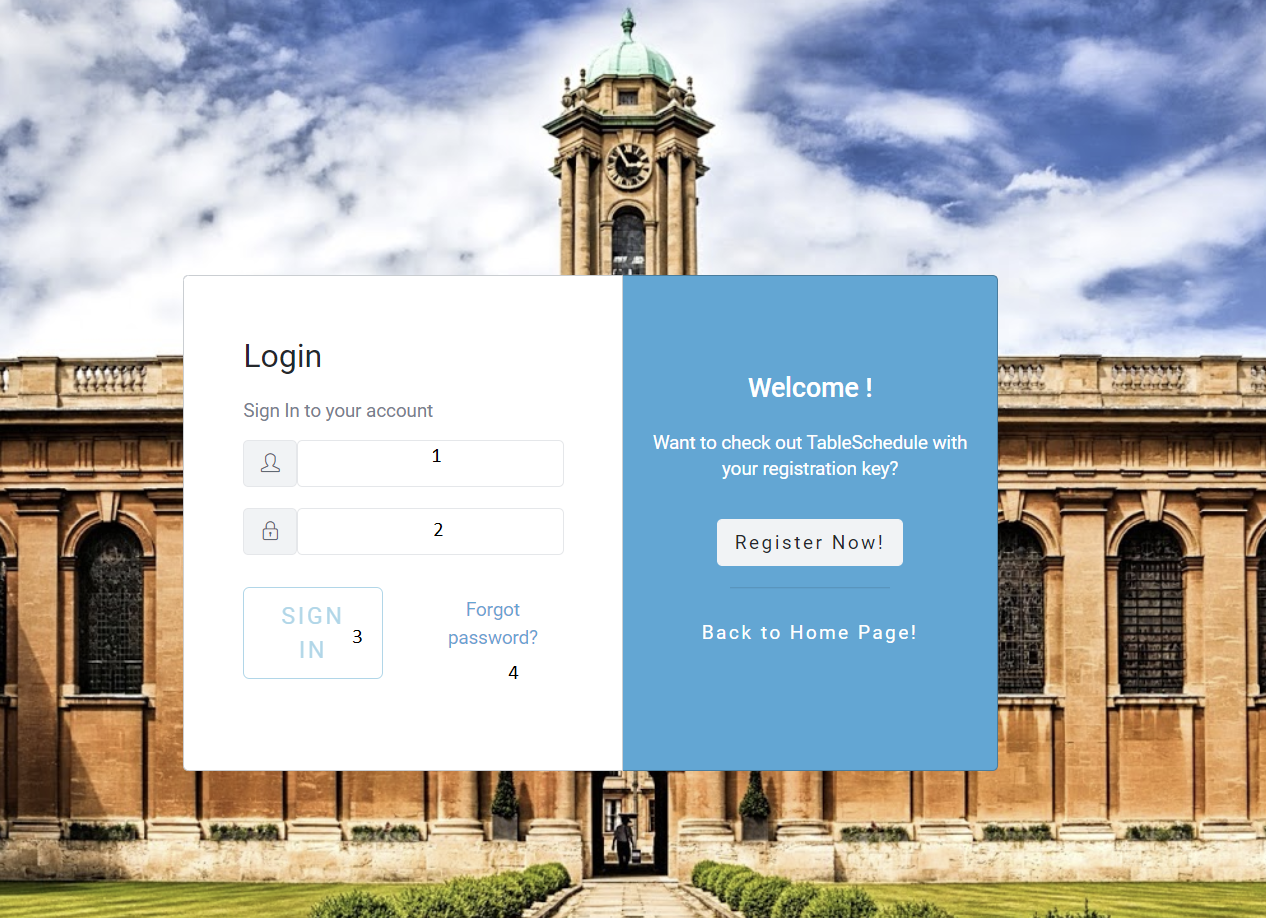 Login
Sign In to your account
1
2
SIGN
IN
3
Forgot
password?
4
Welcome !
Want to check out TableSchedule with
your registration key?
Register Now!
Back to Home Page!